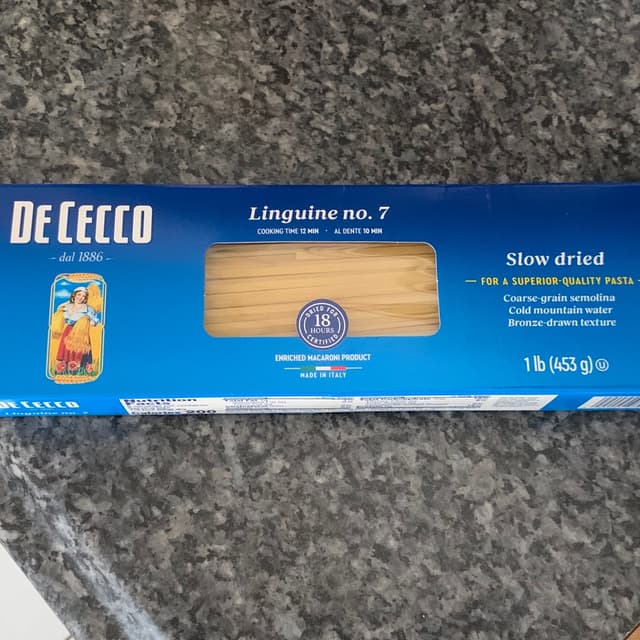 DE CECCO
dal 1886
Linguine no. 7
COOKING TIME 12 MIN · AL DENTE 10 MIN
DRIED FOR
18
HOURS
CERTIFIED
ENRICHED MACARONI PRODUCT
MADE IN ITALY
Slow dried
FOR A SUPERIOR-QUALITY PASTA
Coarse-grain semolina
Cold mountain water
Bronze-drawn texture
1 lb (453 g) U
DE CECCO
Linguine no. 7
Nutrition
200